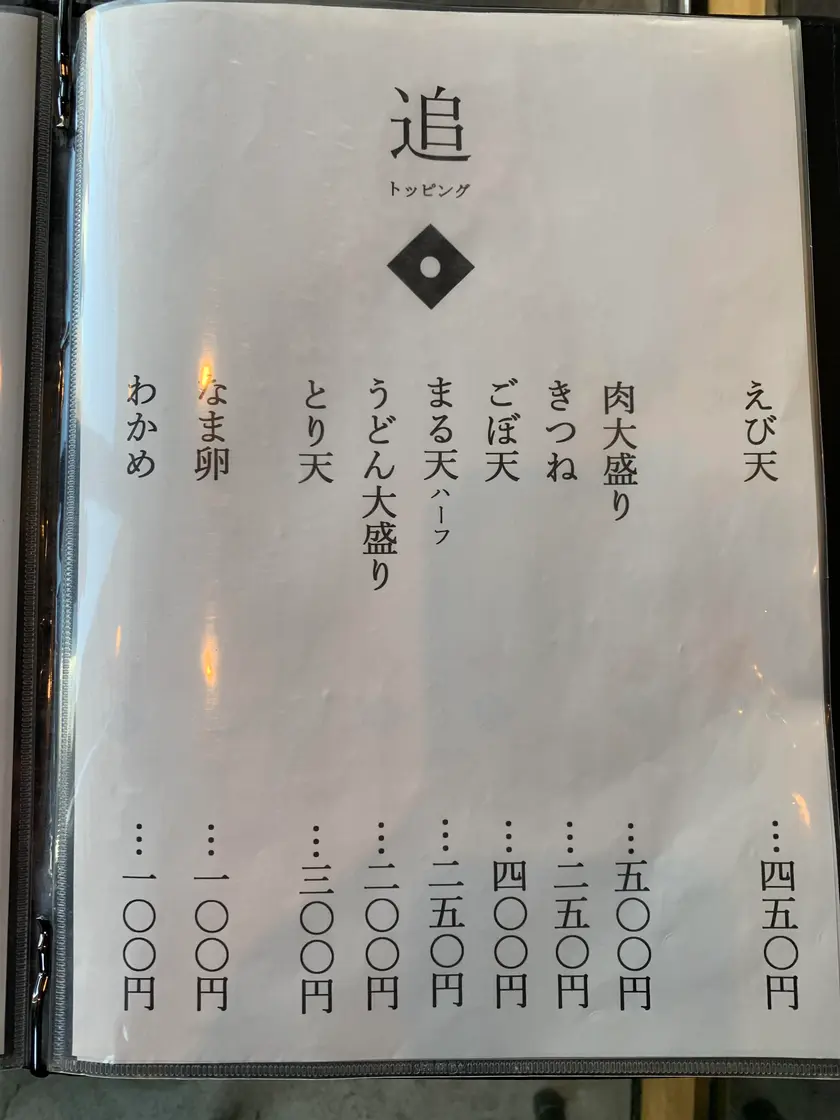 追
トッピング
えび天…四五〇円
肉大盛り…五〇〇円
きつね…二五〇円
ごぼ天…四〇〇円
まる天ハーフ…二五〇円
うどん大盛り…二〇〇円
とり天…三〇〇円
なま卵…一〇〇円
わかめ…一〇〇円